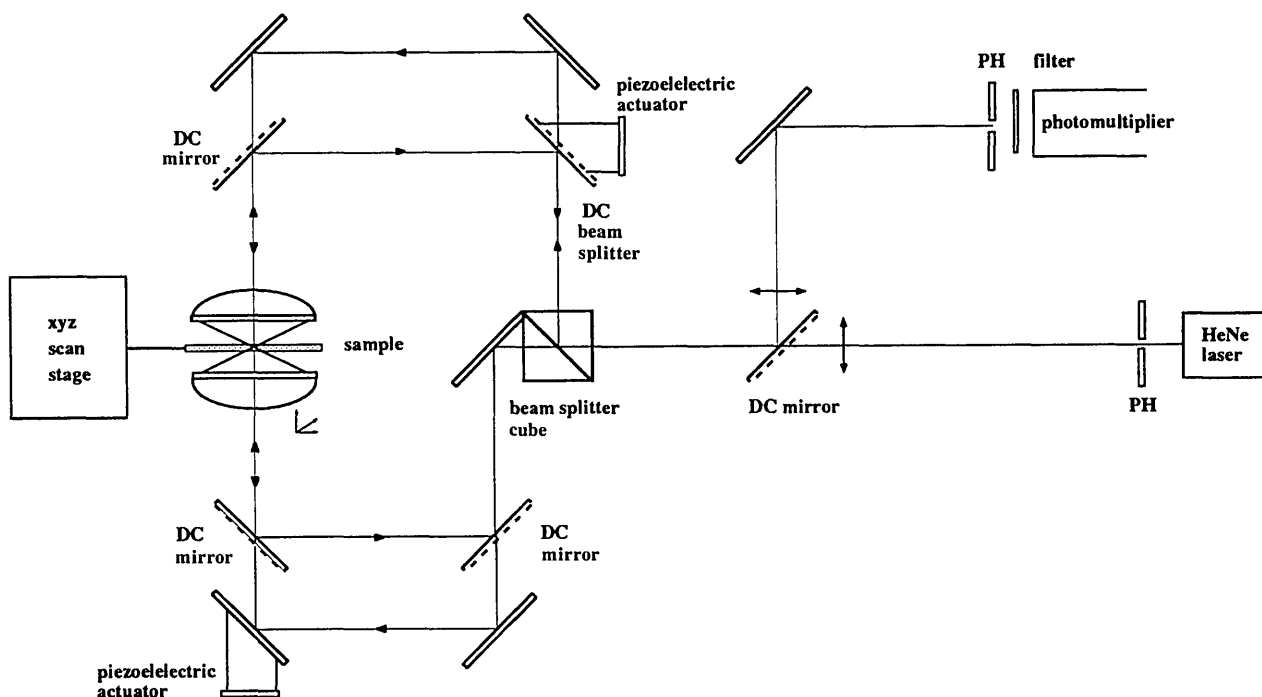 PH filter
piezoelectric
actuator
photomultiplier
DC
mirror
DC
beam
splitter
xyz
scan
stage
sample
HeNe
laser
beam splitter
cube
DC mirror
PH
DC
mirror
DC
mirror
piezoelectric
actuator